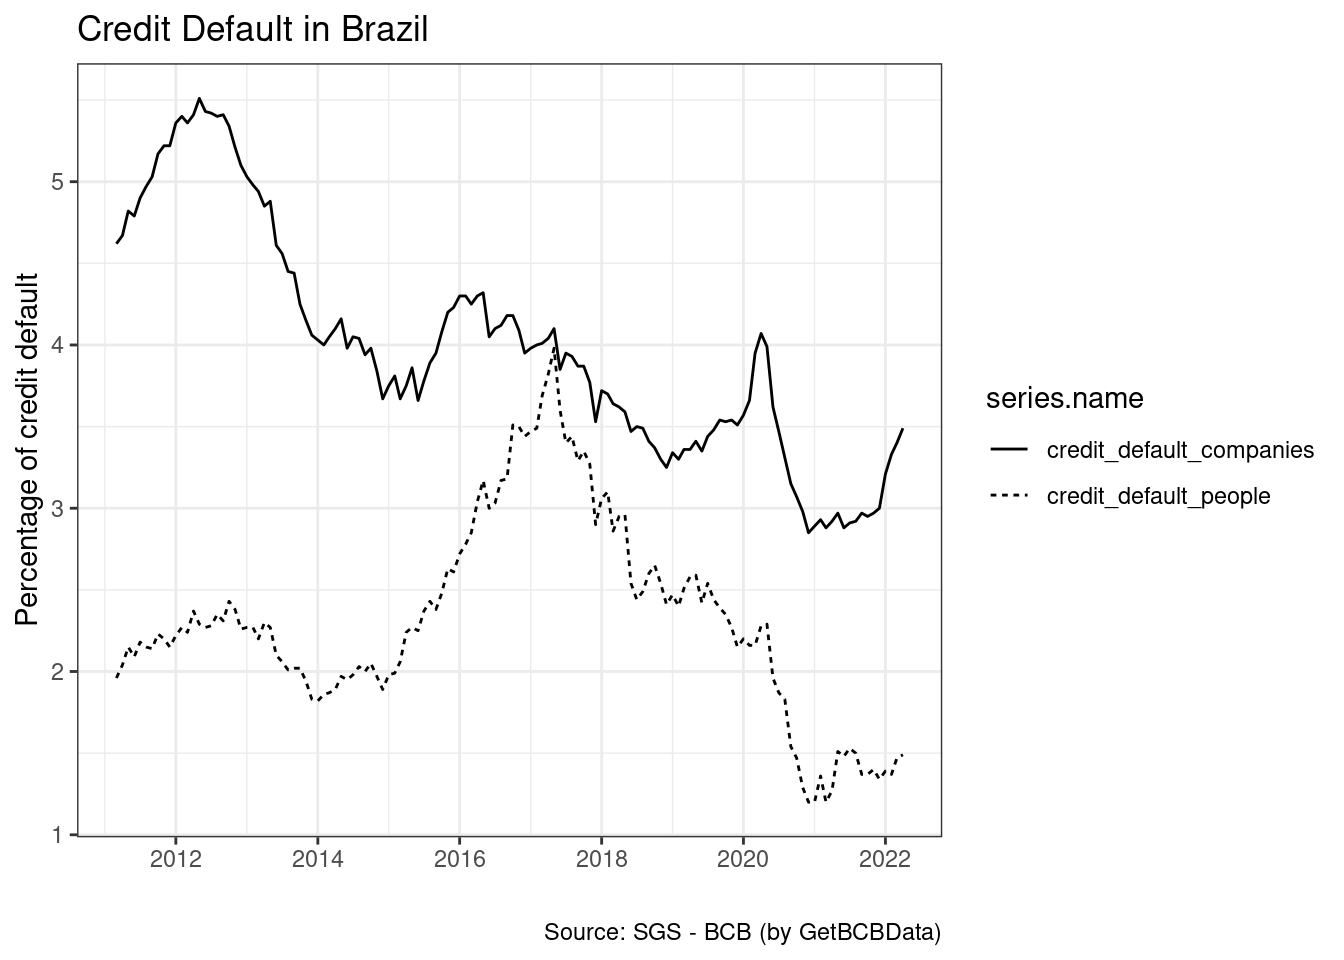 Credit Default in Brazil
Percentage of credit default
5
4
3
2
1
2012 2014 2016 2018 2020 2022
series.name
credit_default_companies
credit_default_people
Source: SGS - BCB (by GetBCBData)